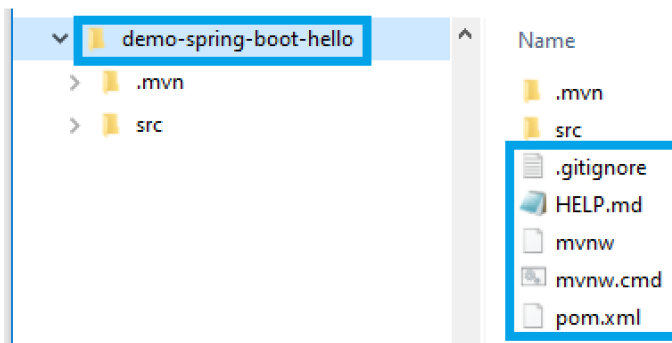 demo-spring-boot-hello
.mvn
src
Name
.mvn
src
.gitignore
HELP.md
mvnw
mvnw.cmd
pom.xml